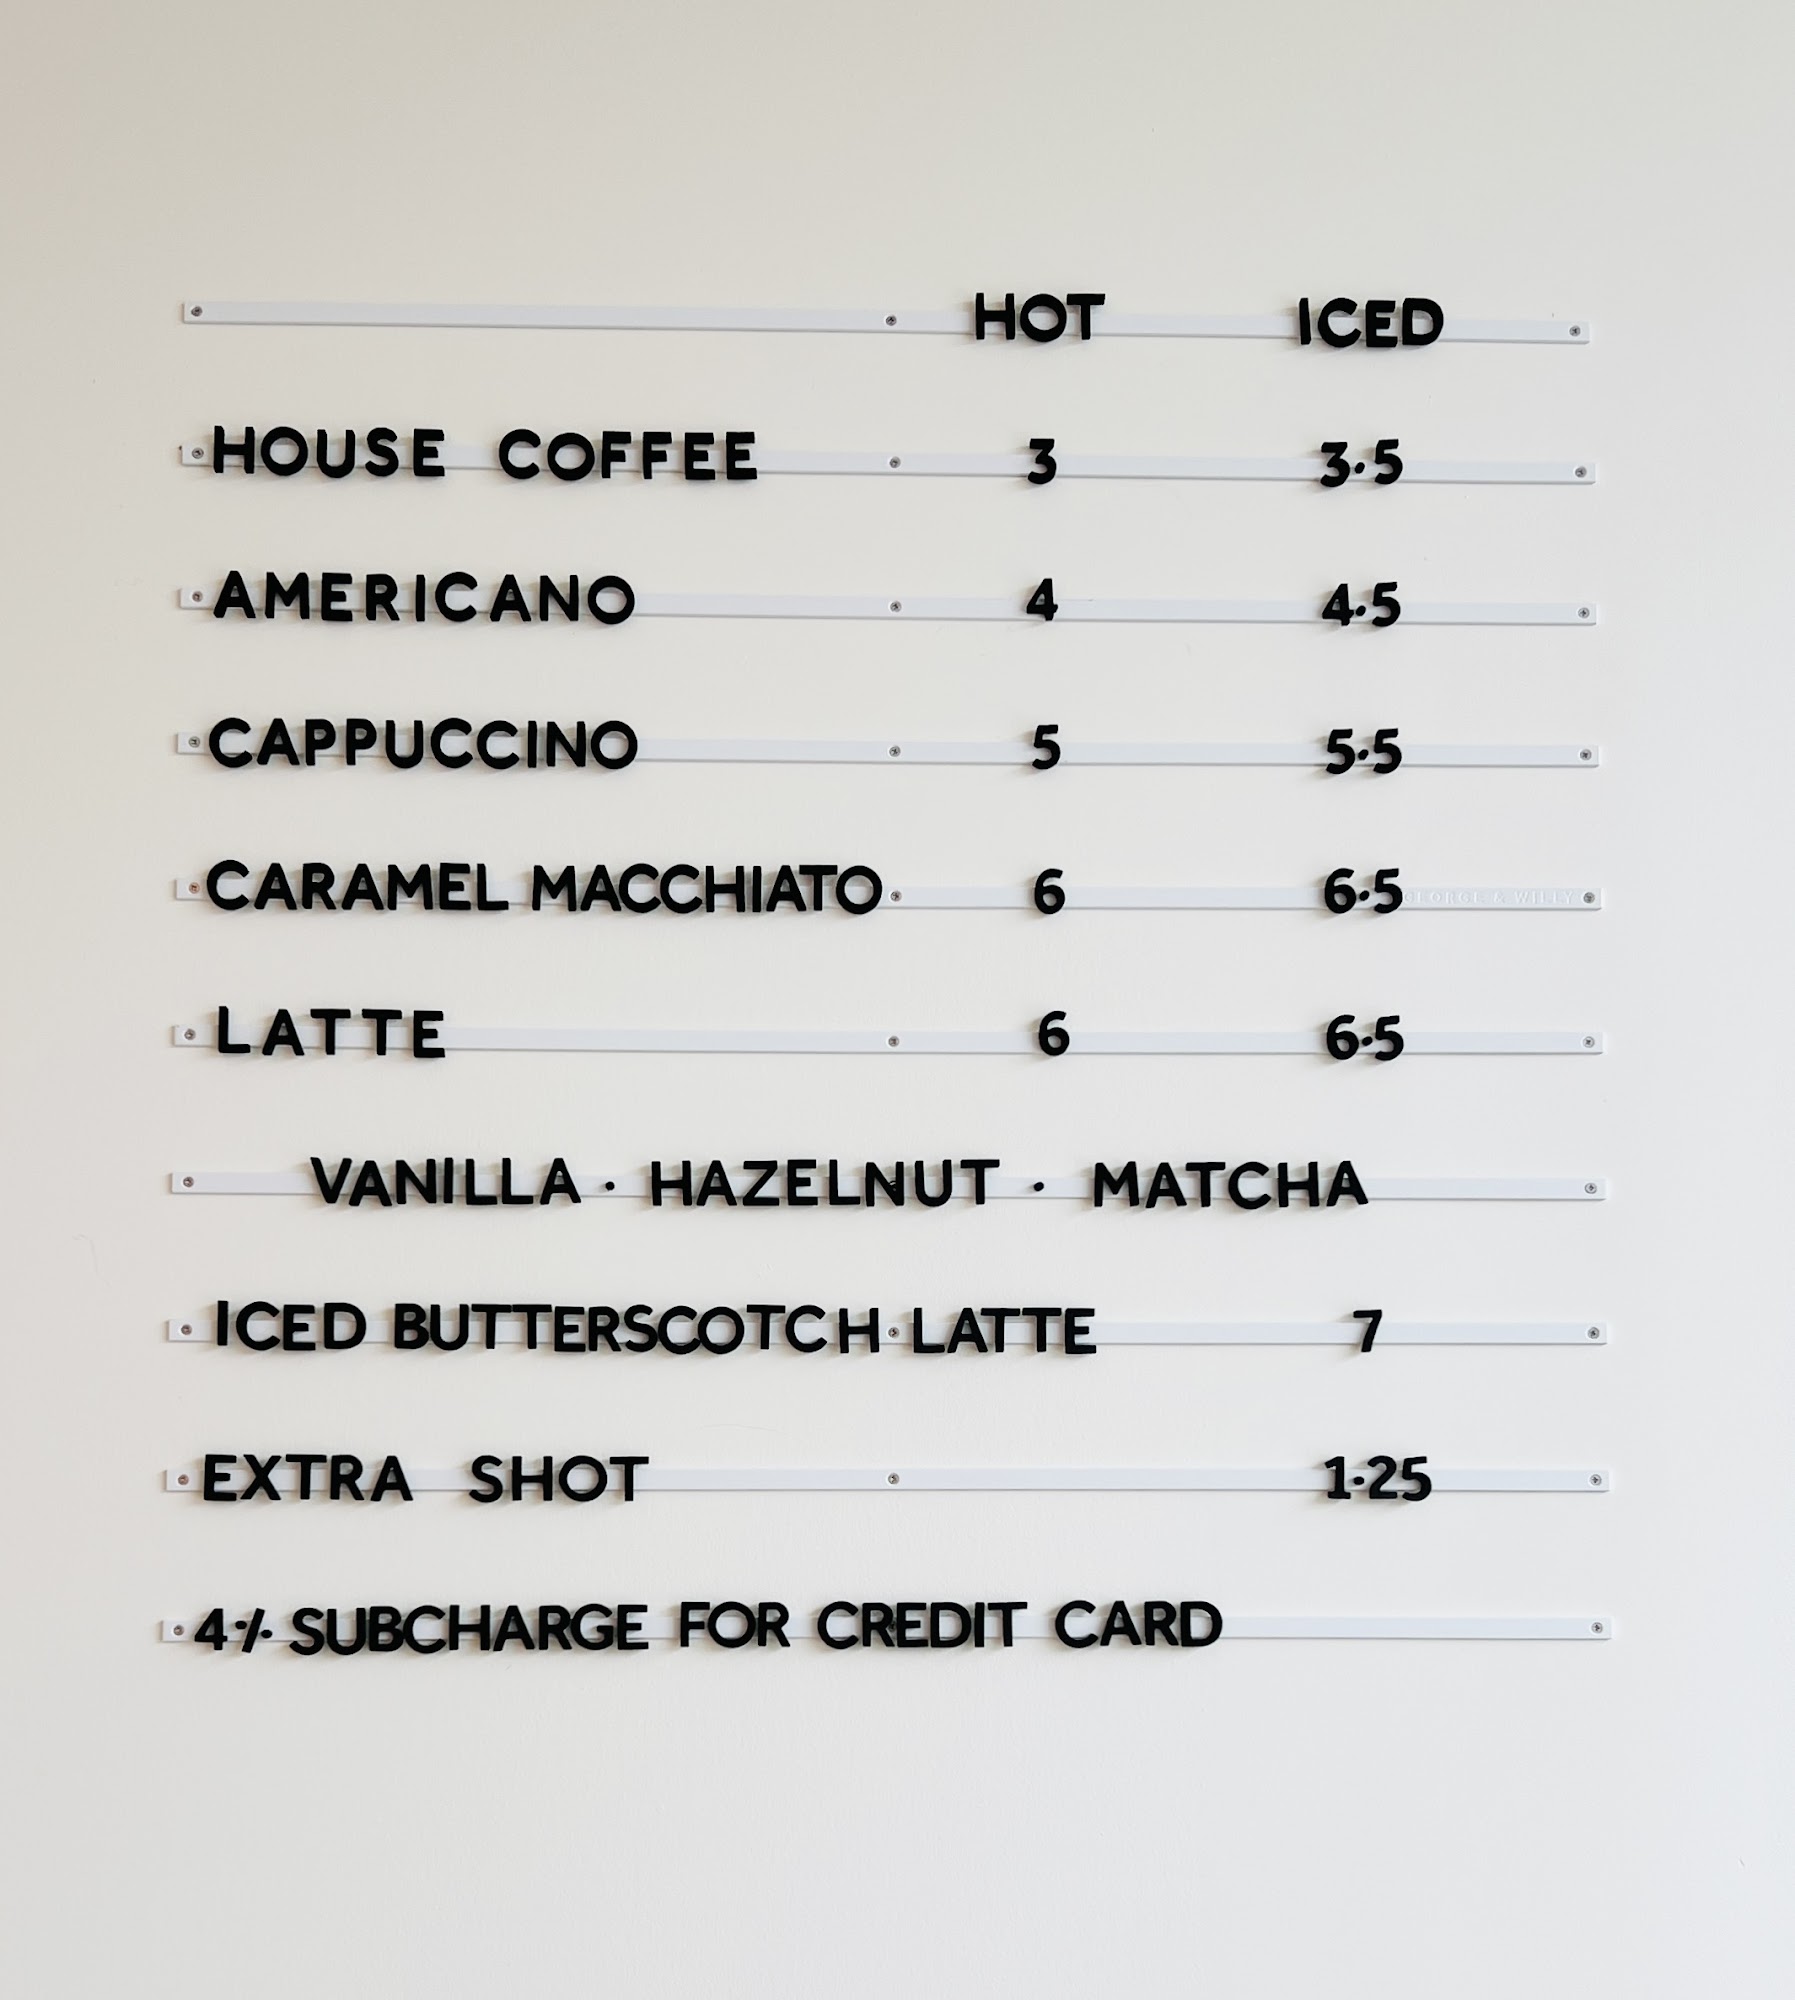 HOT ICED
HOUSE COFFEE 3 3.5
AMERICANO 4 4.5
CAPPUCCINO 5 5.5
CARAMEL MACCHIATO 6 6.5
GEORGE & WILLY
LATTE 6 6.5
VANILLA · HAZELNUT · MATCHA
ICED BUTTERSCOTCH LATTE 7
EXTRA SHOT 1.25
4% SUBCHARGE FOR CREDIT CARD